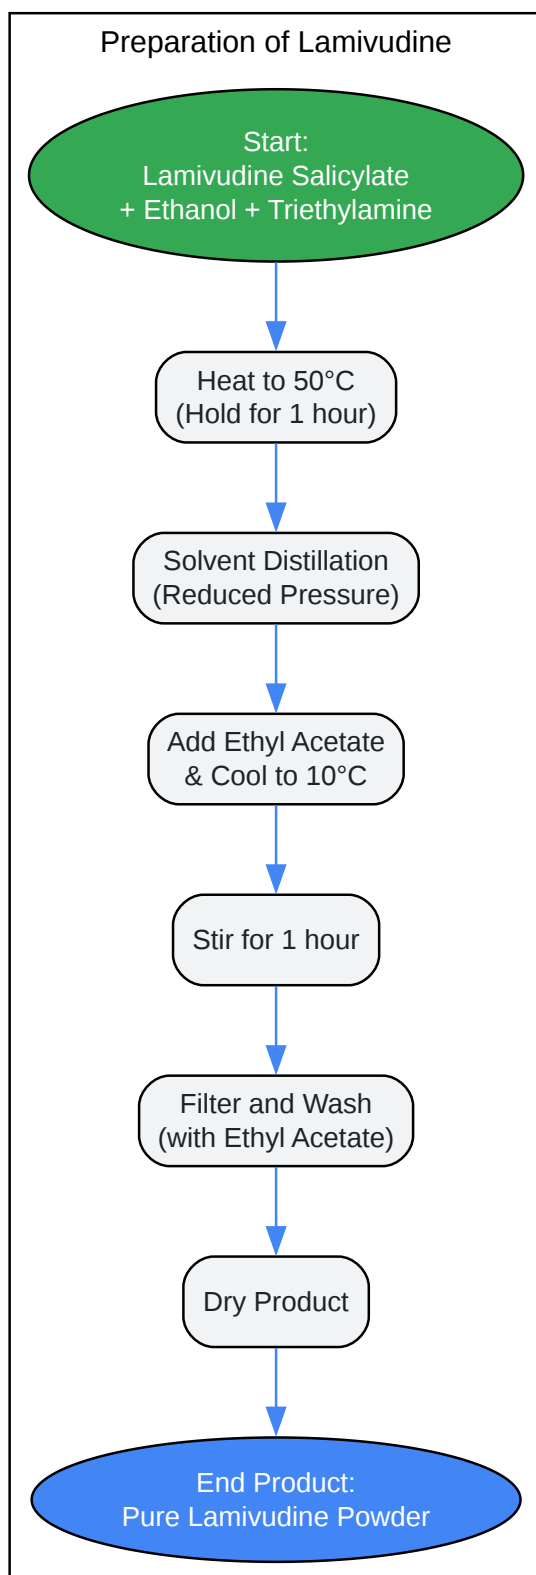 Preparation of Lamivudine
Start:
Lamivudine Salicylate
+ Ethanol + Triethylamine
Heat to 50°C
(Hold for 1 hour)
Solvent Distillation
(Reduced Pressure)
Add Ethyl Acetate
& Cool to 10°C
Stir for 1 hour
Filter and Wash
(with Ethyl Acetate)
Dry Product
End Product:
Pure Lamivudine Powder